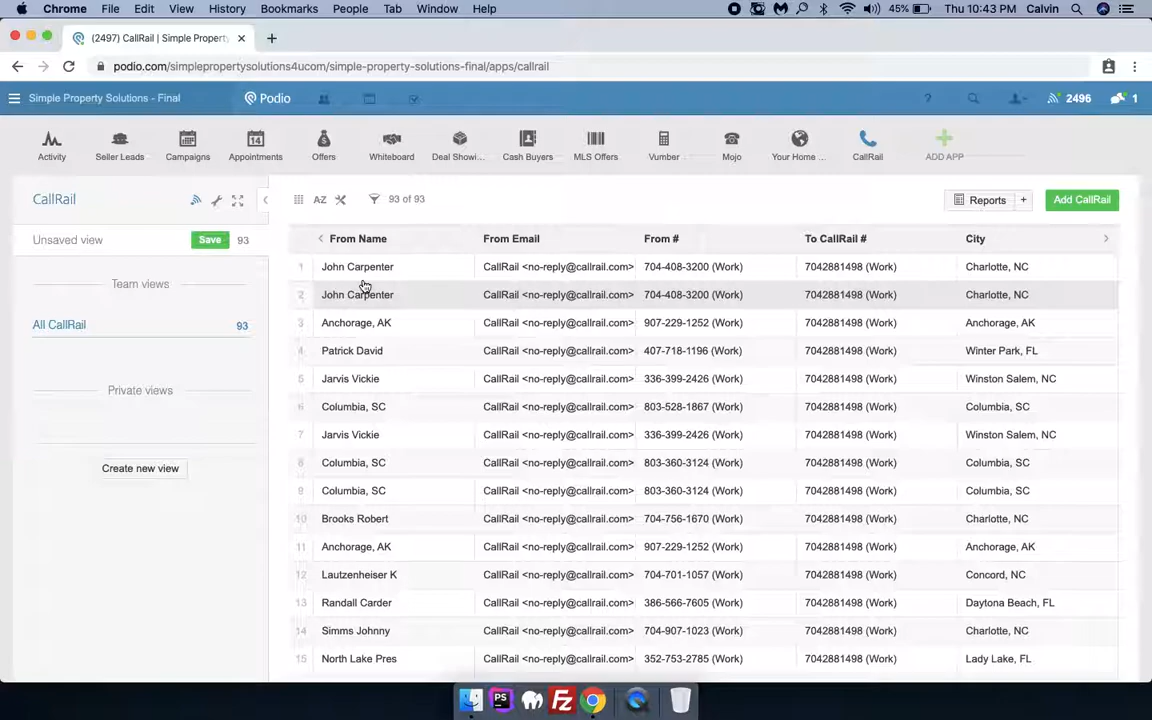 Chrome File Edit View History Bookmarks People Tab Window Help 45% Thu 10:43 PM Calvin
(2497) CallRail | Simple Property
podio.com/simplepropertysolutions4ucom/simple-property-solutions-final/apps/callrail
Simple Property Solutions - Final Podio ? 2496 1
Activity Seller Leads Campaigns Appointments Offers Whiteboard Deal Showi... Cash Buyers MLS Offers Vumber Mojo Your Home ... CallRail ADD APP
CallRail AZ 93 of 93 Reports + Add CallRail
Unsaved view Save 93
From Name From Email From # To CallRail # City
1 John Carpenter CallRail <no-reply@callrail.com> 704-408-3200 (Work) 7042881498 (Work) Charlotte, NC
Team views
2 John Carpenter CallRail <no-reply@callrail.com> 704-408-3200 (Work) 7042881498 (Work) Charlotte, NC
All CallRail 93
3 Anchorage, AK CallRail <no-reply@callrail.com> 907-229-1252 (Work) 7042881498 (Work) Anchorage, AK
4 Patrick David CallRail <no-reply@callrail.com> 407-718-1196 (Work) 7042881498 (Work) Winter Park, FL
Private views
5 Jarvis Vickie CallRail <no-reply@callrail.com> 336-399-2426 (Work) 7042881498 (Work) Winston Salem, NC
6 Columbia, SC CallRail <no-reply@callrail.com> 803-528-1867 (Work) 7042881498 (Work) Columbia, SC
7 Jarvis Vickie CallRail <no-reply@callrail.com> 336-399-2426 (Work) 7042881498 (Work) Winston Salem, NC
Create new view
8 Columbia, SC CallRail <no-reply@callrail.com> 803-360-3124 (Work) 7042881498 (Work) Columbia, SC
9 Columbia, SC CallRail <no-reply@callrail.com> 803-360-3124 (Work) 7042881498 (Work) Columbia, SC
10 Brooks Robert CallRail <no-reply@callrail.com> 704-756-1670 (Work) 7042881498 (Work) Charlotte, NC
11 Anchorage, AK CallRail <no-reply@callrail.com> 907-229-1252 (Work) 7042881498 (Work) Anchorage, AK
12 Lautzenheiser K CallRail <no-reply@callrail.com> 704-701-1057 (Work) 7042881498 (Work) Concord, NC
13 Randall Carder CallRail <no-reply@callrail.com> 386-566-7605 (Work) 7042881498 (Work) Daytona Beach, FL
14 Simms Johnny CallRail <no-reply@callrail.com> 704-907-1023 (Work) 7042881498 (Work) Charlotte, NC
15 North Lake Pres CallRail <no-reply@callrail.com> 352-753-2785 (Work) 7042881498 (Work) Lady Lake, FL
PS Fz